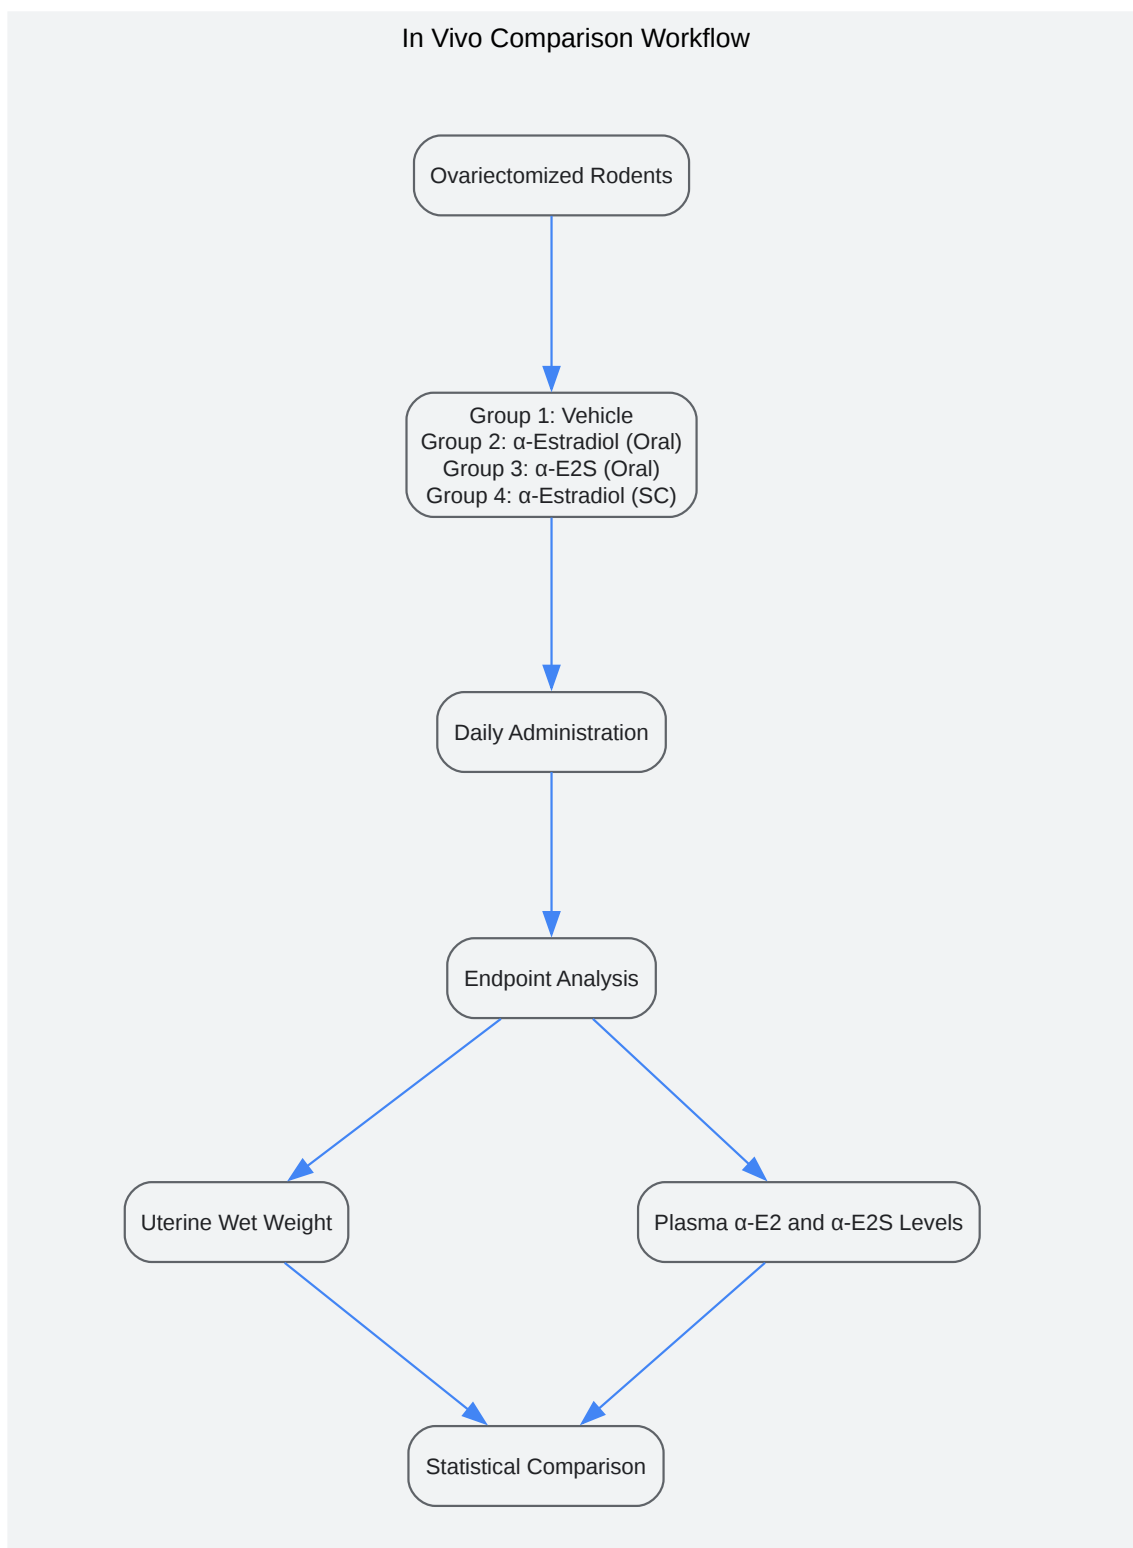 In Vivo Comparison Workflow
Ovariectomized Rodents
Group 1: Vehicle
Group 2: α-Estradiol (Oral)
Group 3: α-E2S (Oral)
Group 4: α-Estradiol (SC)
Daily Administration
Endpoint Analysis
Uterine Wet Weight
Plasma α-E2 and α-E2S Levels
Statistical Comparison